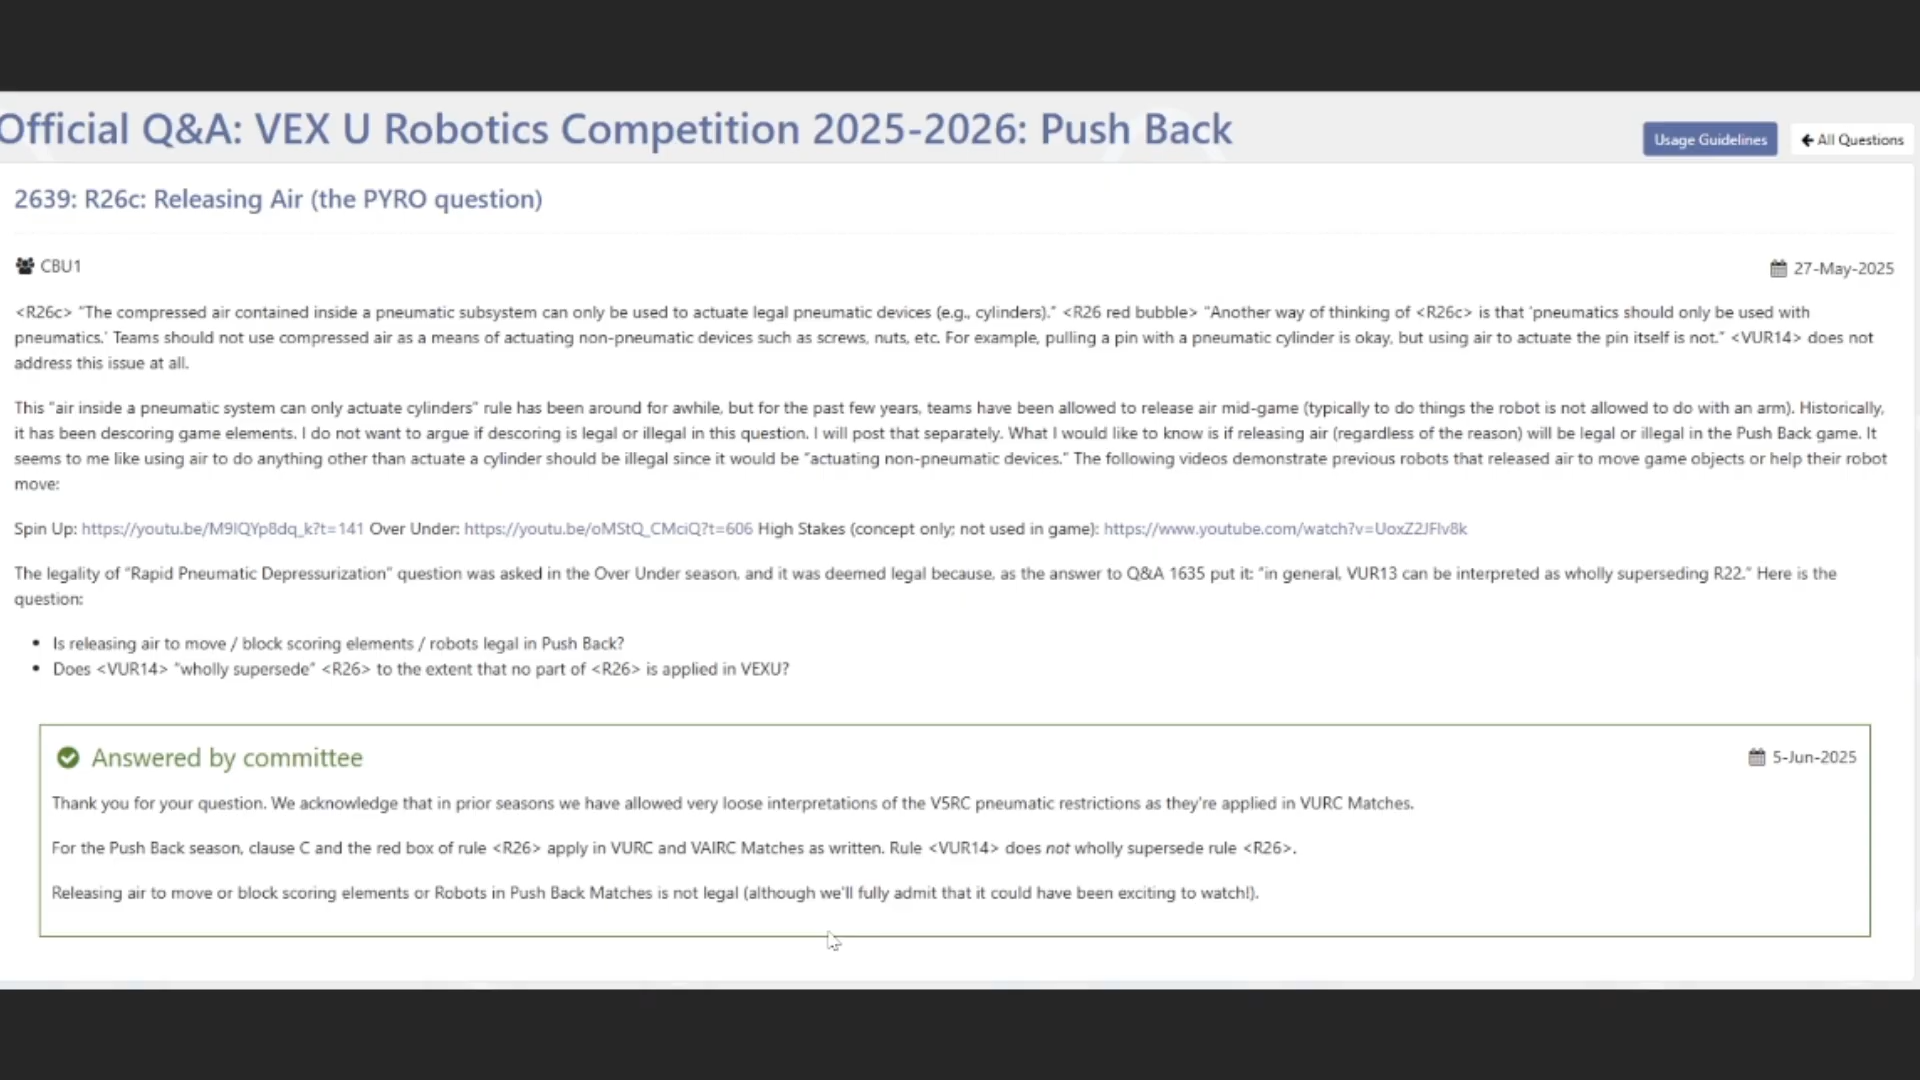 Official Q&A: VEX U Robotics Competition 2025-2026: Push Back
Usage Guidelines
All Questions
2639: R26c: Releasing Air (the PYRO question)
CBU1
27-May-2025
<R26c> "The compressed air contained inside a pneumatic subsystem can only be used to actuate legal pneumatic devices (e.g., cylinders)." <R26 red bubble> "Another way of thinking of <R26c> is that 'pneumatics should only be used with
pneumatics.' Teams should not use compressed air as a means of actuating non-pneumatic devices such as screws, nuts, etc. For example, pulling a pin with a pneumatic cylinder is okay, but using air to actuate the pin itself is not." <VUR14> does not
address this issue at all.
This "air inside a pneumatic system can only actuate cylinders" rule has been around for awhile, but for the past few years, teams have been allowed to release air mid-game (typically to do things the robot is not allowed to do with an arm). Historically,
it has been descoring game elements. I do not want to argue if descoring is legal or illegal in this question. I will post that separately. What I would like to know is if releasing air (regardless of the reason) will be legal or illegal in the Push Back game. It
seems to me like using air to do anything other than actuate a cylinder should be illegal since it would be "actuating non-pneumatic devices." The following videos demonstrate previous robots that released air to move game objects or help their robot
move:
Spin Up: https://youtu.be/M9IQYp8dq_k?t=141 Over Under: https://youtu.be/oMStQ_CMciQ?t=606 High Stakes (concept only; not used in game): https://www.youtube.com/watch?v=UoxZ2JFlv8k
The legality of "Rapid Pneumatic Depressurization" question was asked in the Over Under season, and it was deemed legal because, as the answer to Q&A 1635 put it: "in general, VUR13 can be interpreted as wholly superseding R22." Here is the
question:
• Is releasing air to move / block scoring elements / robots legal in Push Back?
• Does <VUR14> "wholly supersede" <R26> to the extent that no part of <R26> is applied in VEXU?
Answered by committee
5-Jun-2025
Thank you for your question. We acknowledge that in prior seasons we have allowed very loose interpretations of the V5RC pneumatic restrictions as they're applied in VURC Matches.
For the Push Back season, clause C and the red box of rule <R26> apply in VURC and VAIRC Matches as written. Rule <VUR14> does not wholly supersede rule <R26>.
Releasing air to move or block scoring elements or Robots in Push Back Matches is not legal (although we'll fully admit that it could have been exciting to watch!).